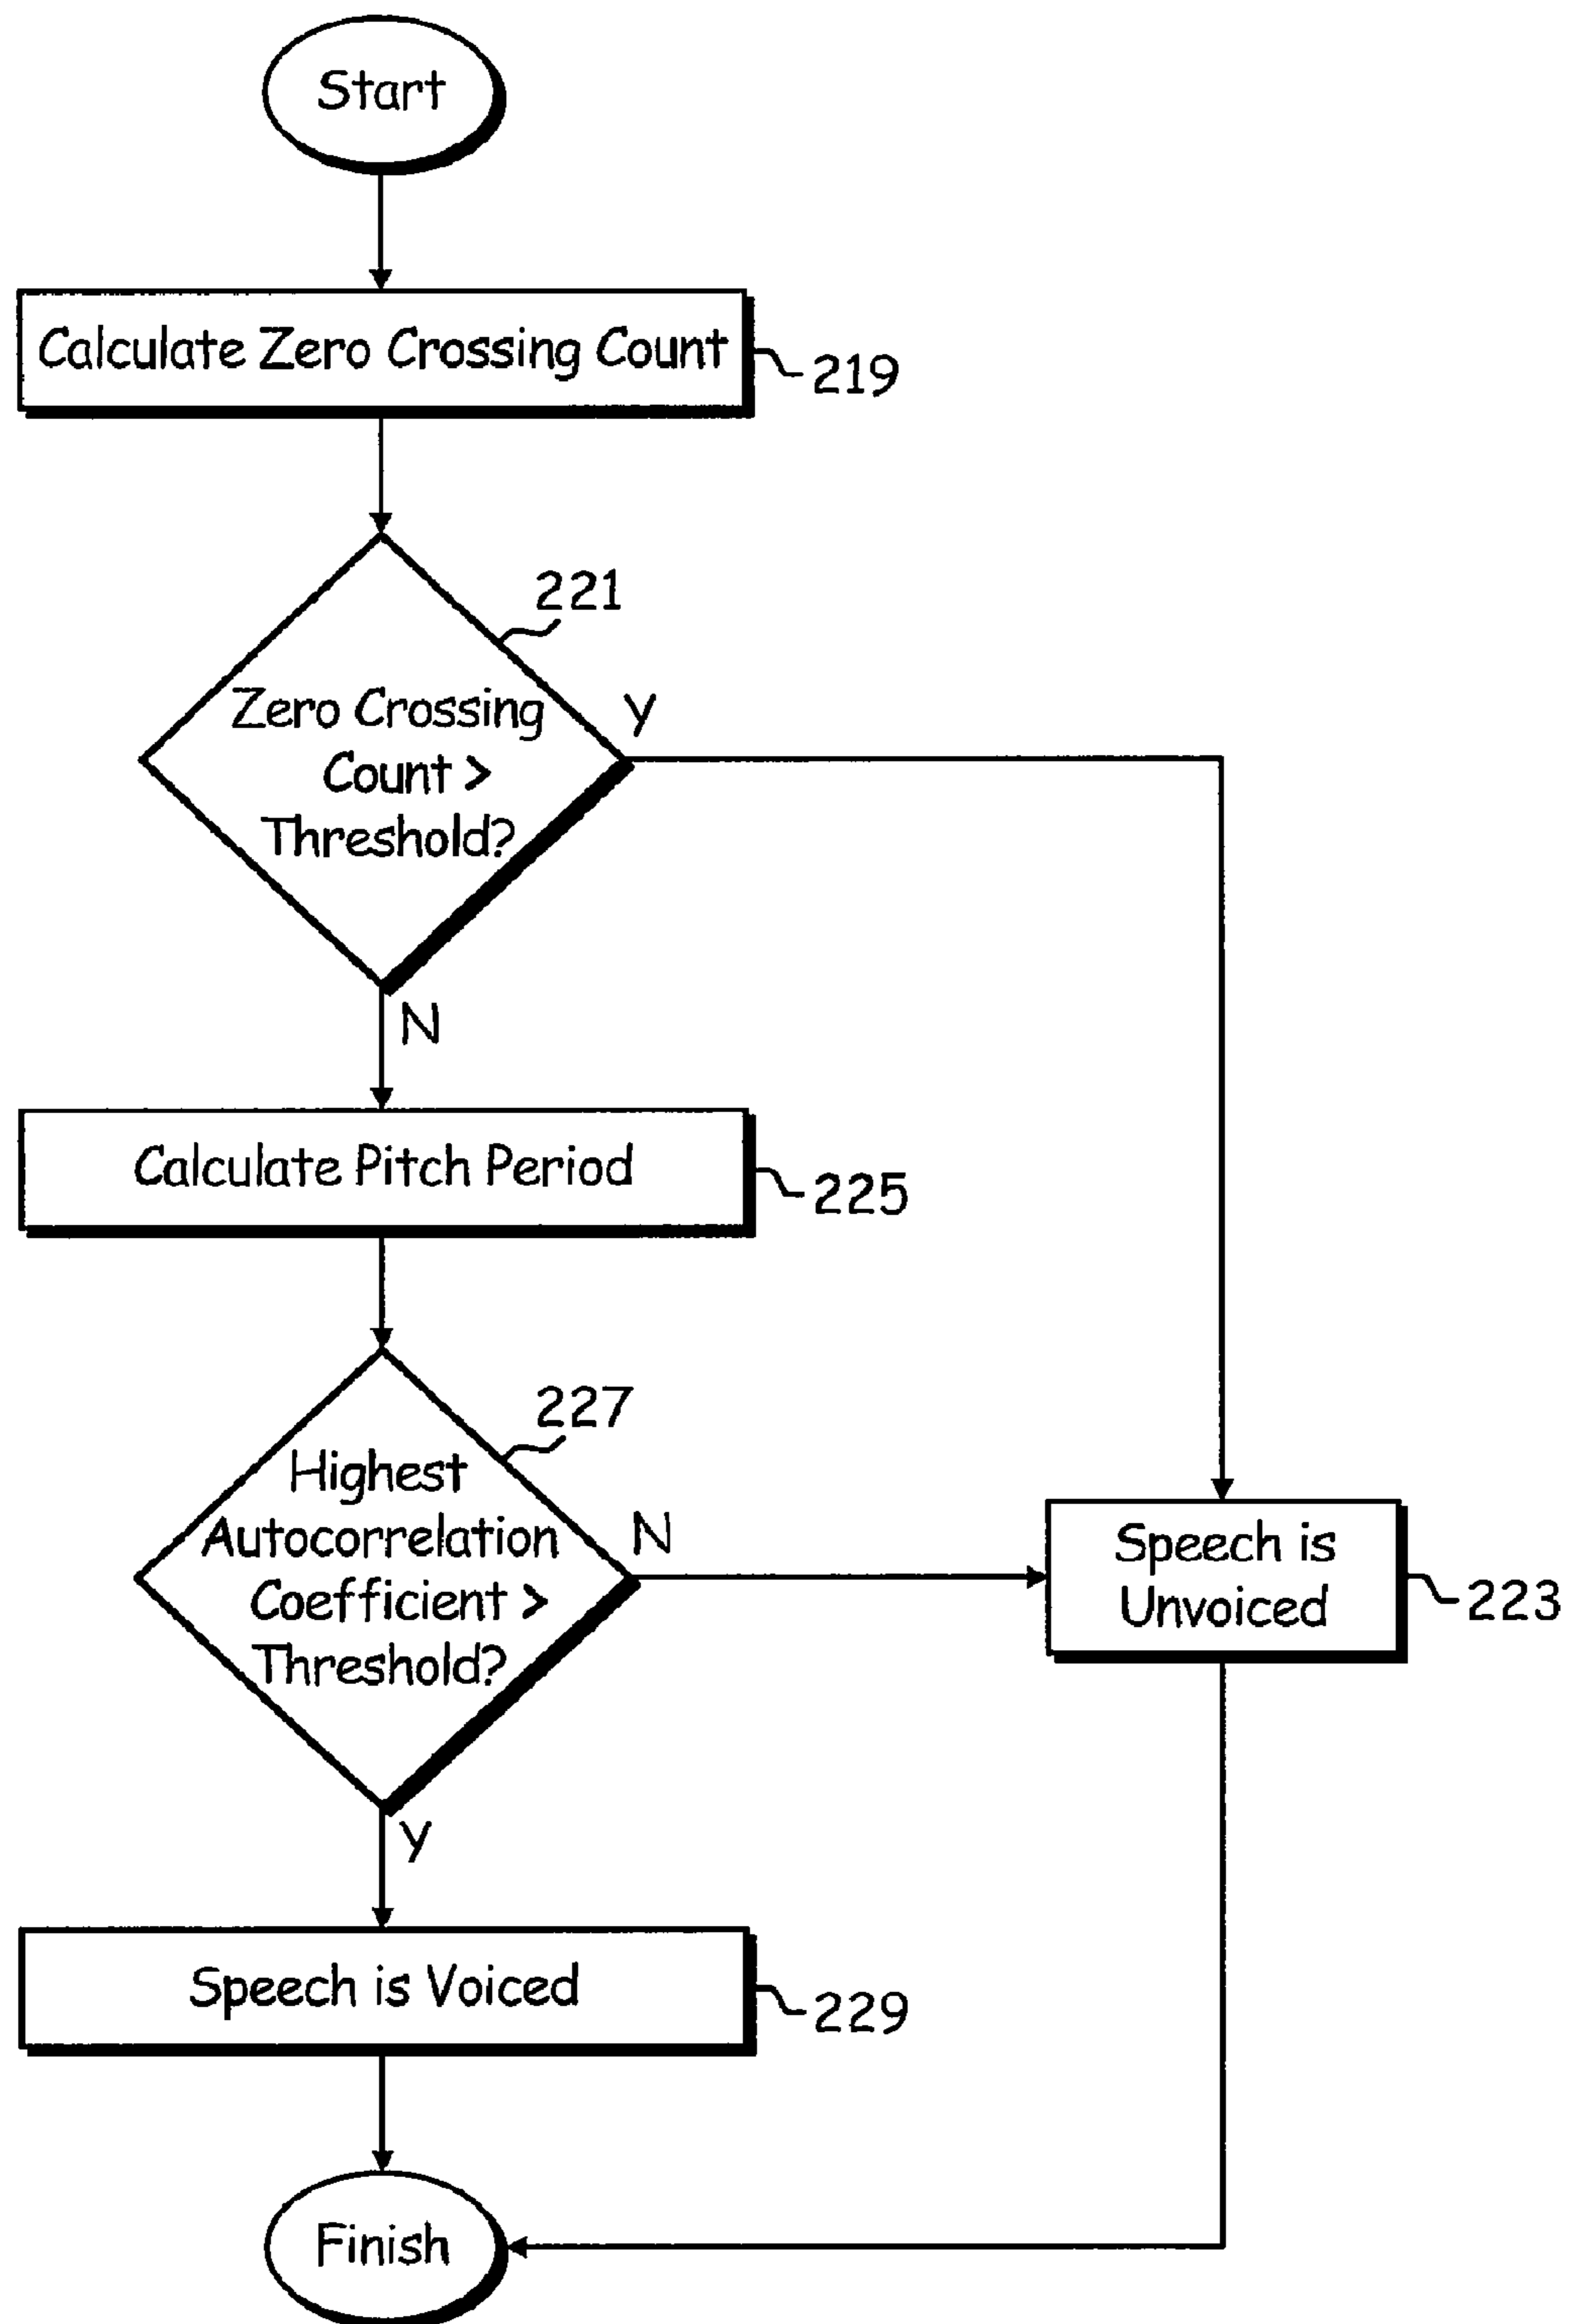 Start
Calculate Zero Crossing Count
219
221
Zero Crossing
Count >
Threshold?
Y
N
Calculate Pitch Period
225
227
Highest
Autocorrelation
Coefficient >
Threshold?
N
Y
Speech is
Unvoiced
223
Speech is Voiced
229
Finish